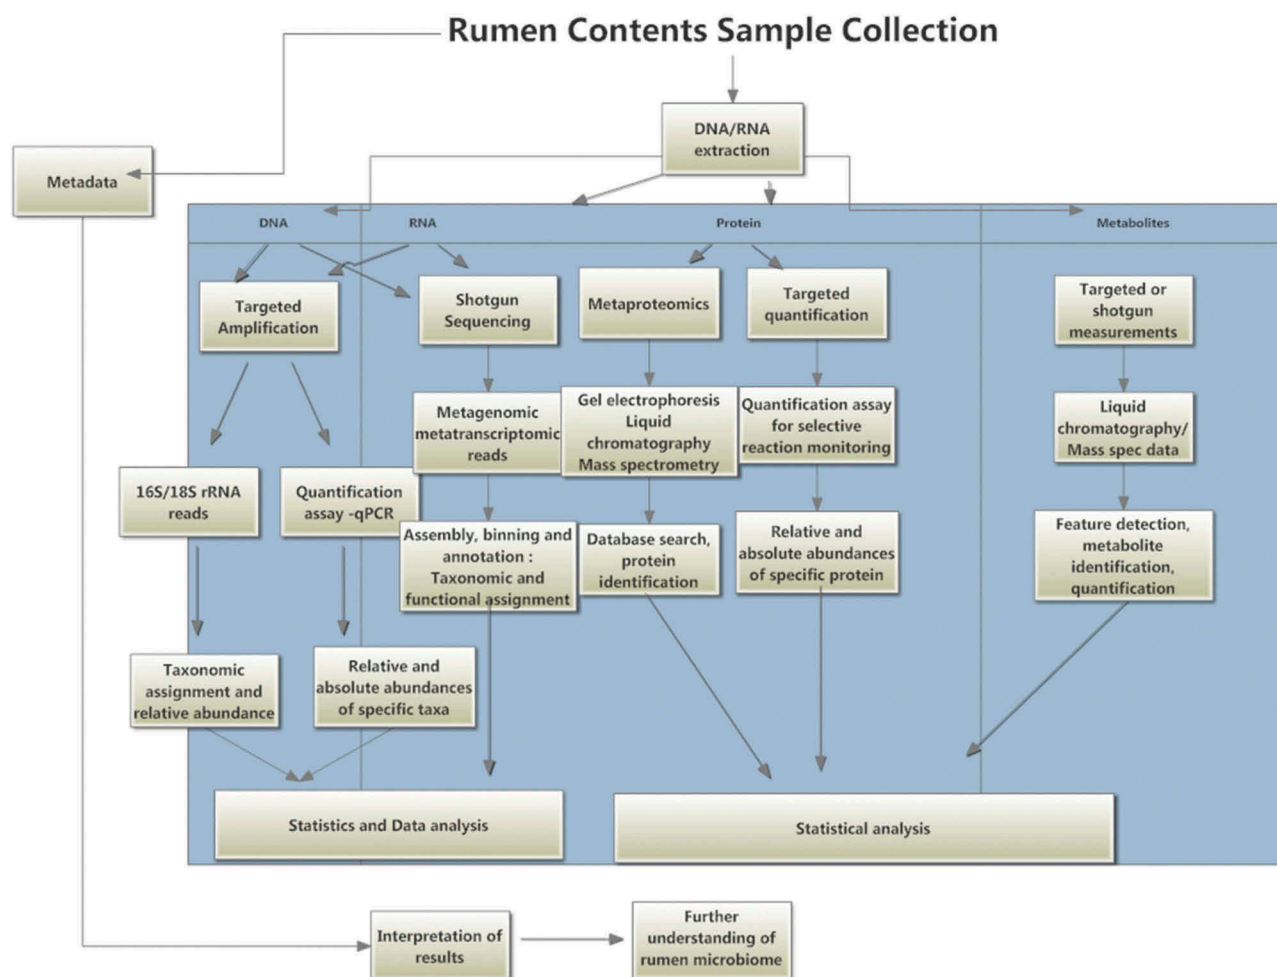 Rumen Contents Sample Collection
DNA/RNA
extraction
Metadata
DNA
RNA
Protein
Metabolites
Targeted
Amplification
Shotgun
Sequencing
Metaproteomics
Targeted
quantification
Targeted or
shotgun
measurements
Metagenomic
metatranscriptomic
reads
Gel electrophoresis
Liquid
chromatography
Mass spectrometry
Quantification assay
for selective
reaction monitoring
Liquid
chromatography/
Mass spec data
16S/18S rRNA
reads
Quantification
assay -qPCR
Assembly, binning and
annotation :
Taxonomic and
functional assignment
Database search,
protein
identification
Relative and
absolute abundances
of specific protein
Feature detection,
metabolite
identification,
quantification
Taxonomic
assignment and
relative abundance
Relative and
absolute abundances
of specific taxa
Statistics and Data analysis
Statistical analysis
Interpretation of
results
Further
understanding of
rumen microbiome